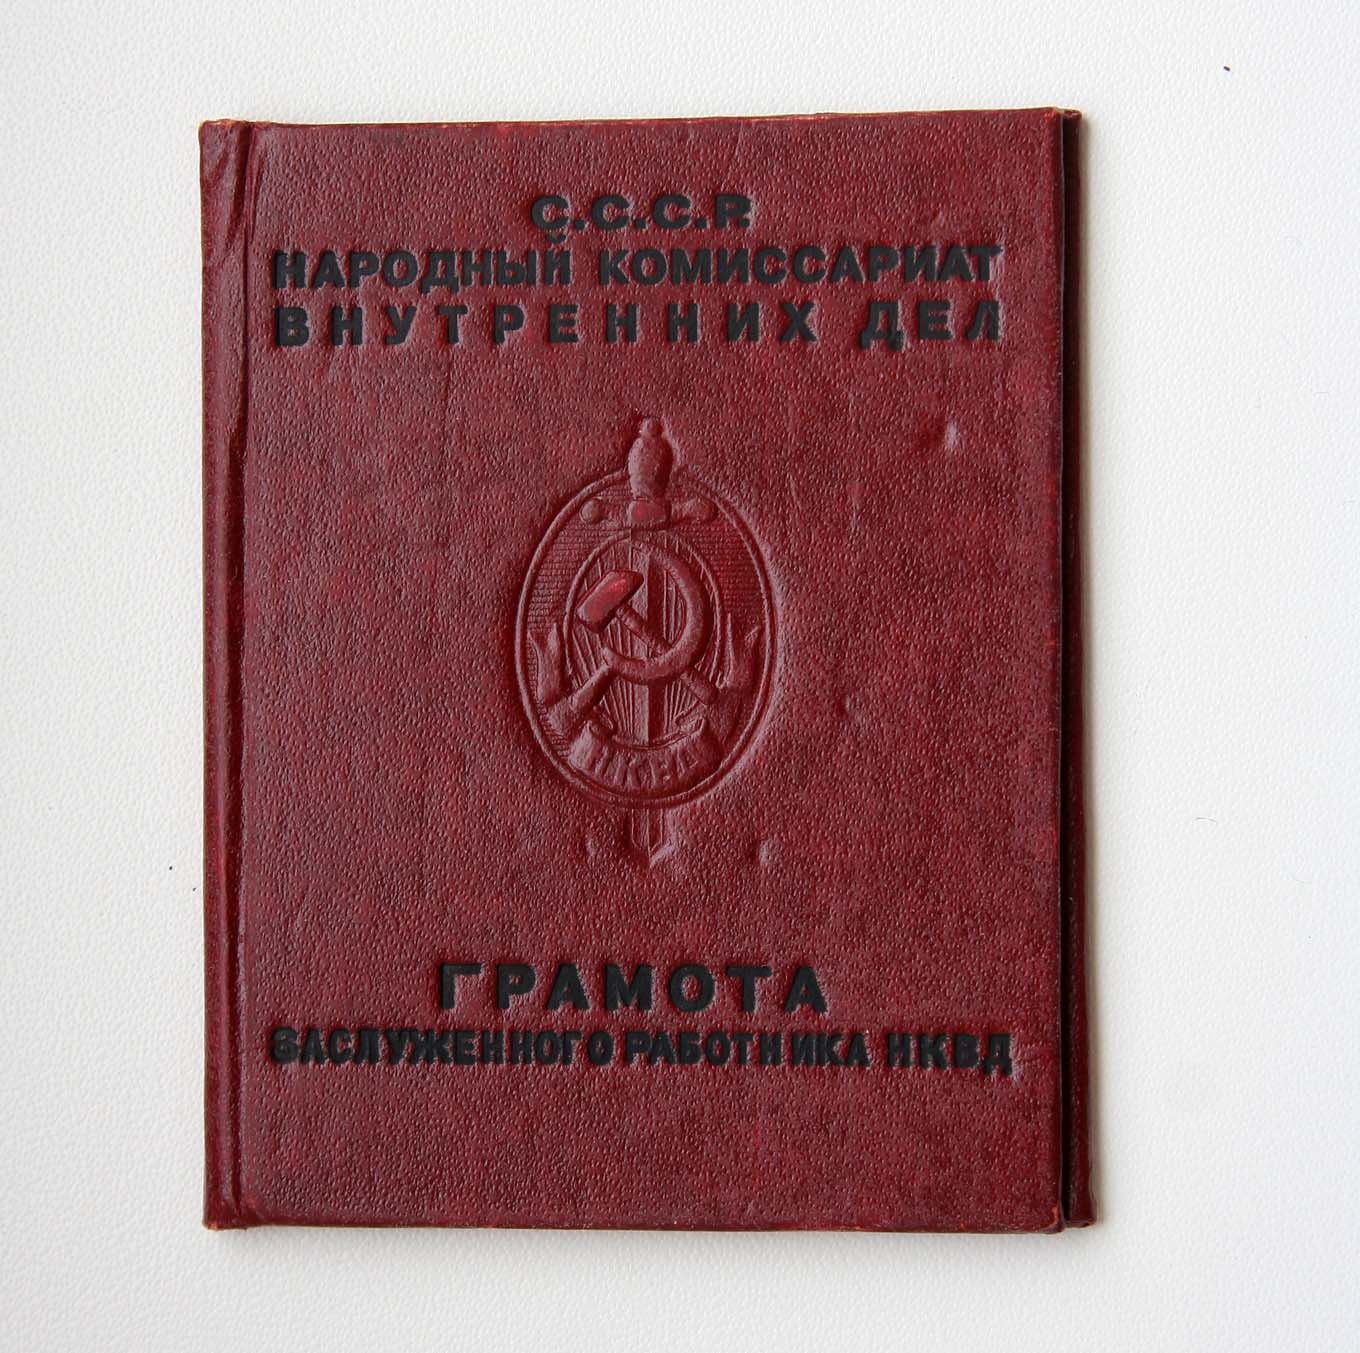 С.С.С.Р.
НАРОДНЫЙ КОМИССАРИАТ
ВНУТРЕННИХ ДЕЛ
НКВД
ГРАМОТА
ЗАСЛУЖЕННОГО РАБОТНИКА НКВД